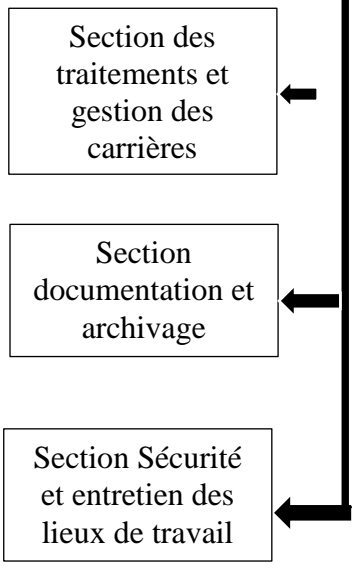 Section des
traitements et
gestion des
carrières
Section
documentation et
archivage
Section Sécurité
et entretien des
lieux de travail